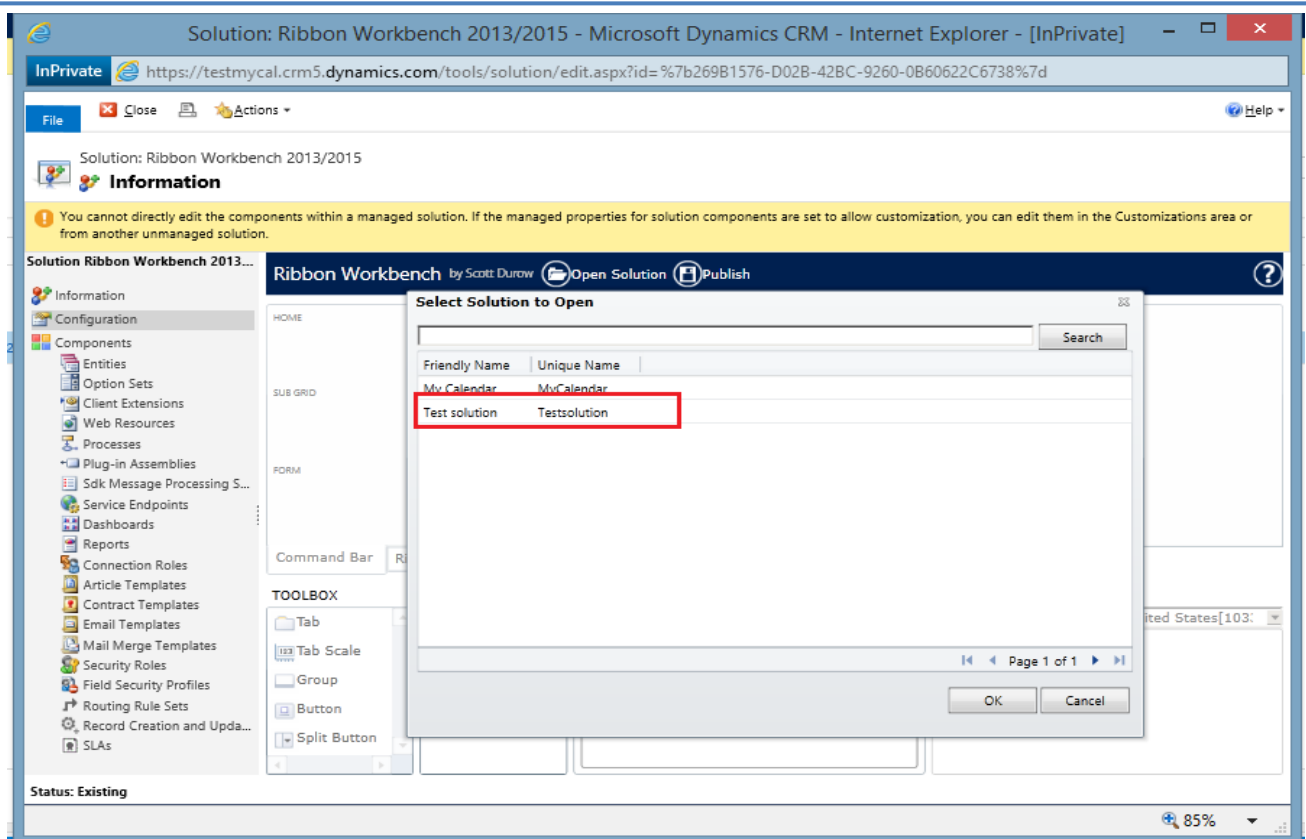 Solution: Ribbon Workbench 2013/2015 - Microsoft Dynamics CRM - Internet Explorer - [InPrivate]
InPrivate https://testmycal.crm5.dynamics.com/tools/solution/edit.aspx?id=%7b269B1576-D02B-42BC-9260-0B60622C6738%7d
File Close Actions Help
Solution: Ribbon Workbench 2013/2015
Information
You cannot directly edit the components within a managed solution. If the managed properties for solution components are set to allow customization, you can edit them in the Customizations area or
from another unmanaged solution.
Solution Ribbon Workbench 2013...
Information
Configuration
Components
Entities
Option Sets
Client Extensions
Web Resources
Processes
Plug-in Assemblies
Sdk Message Processing S...
Service Endpoints
Dashboards
Reports
Connection Roles
Article Templates
Contract Templates
Email Templates
Mail Merge Templates
Security Roles
Field Security Profiles
Routing Rule Sets
Record Creation and Upda...
SLAs
Ribbon Workbench by Scott Durow Open Solution Publish ?
HOME
SUB GRID
FORM
Command Bar
Select Solution to Open
Search
Friendly Name Unique Name
My Calendar MyCalendar
Test solution Testsolution
Page 1 of 1
OK Cancel
TOOLBOX
Tab
123 Tab Scale
Group
Button
Split Button
ited States[103
Status: Existing
85%